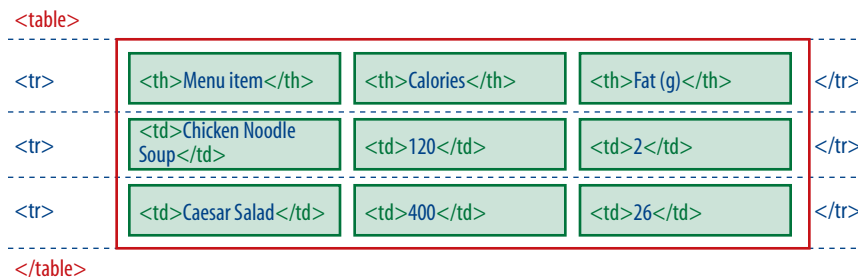 <table>
<tr> <th>Menu item</th> <th>Calories</th> <th>Fat (g)</th> </tr>
<td>Chicken Noodle
<tr> Soup</td> <td>120</td> <td>2</td> </tr>
<tr> <td>Caesar Salad</td> <td>400</td> <td>26</td> </tr>
</table>